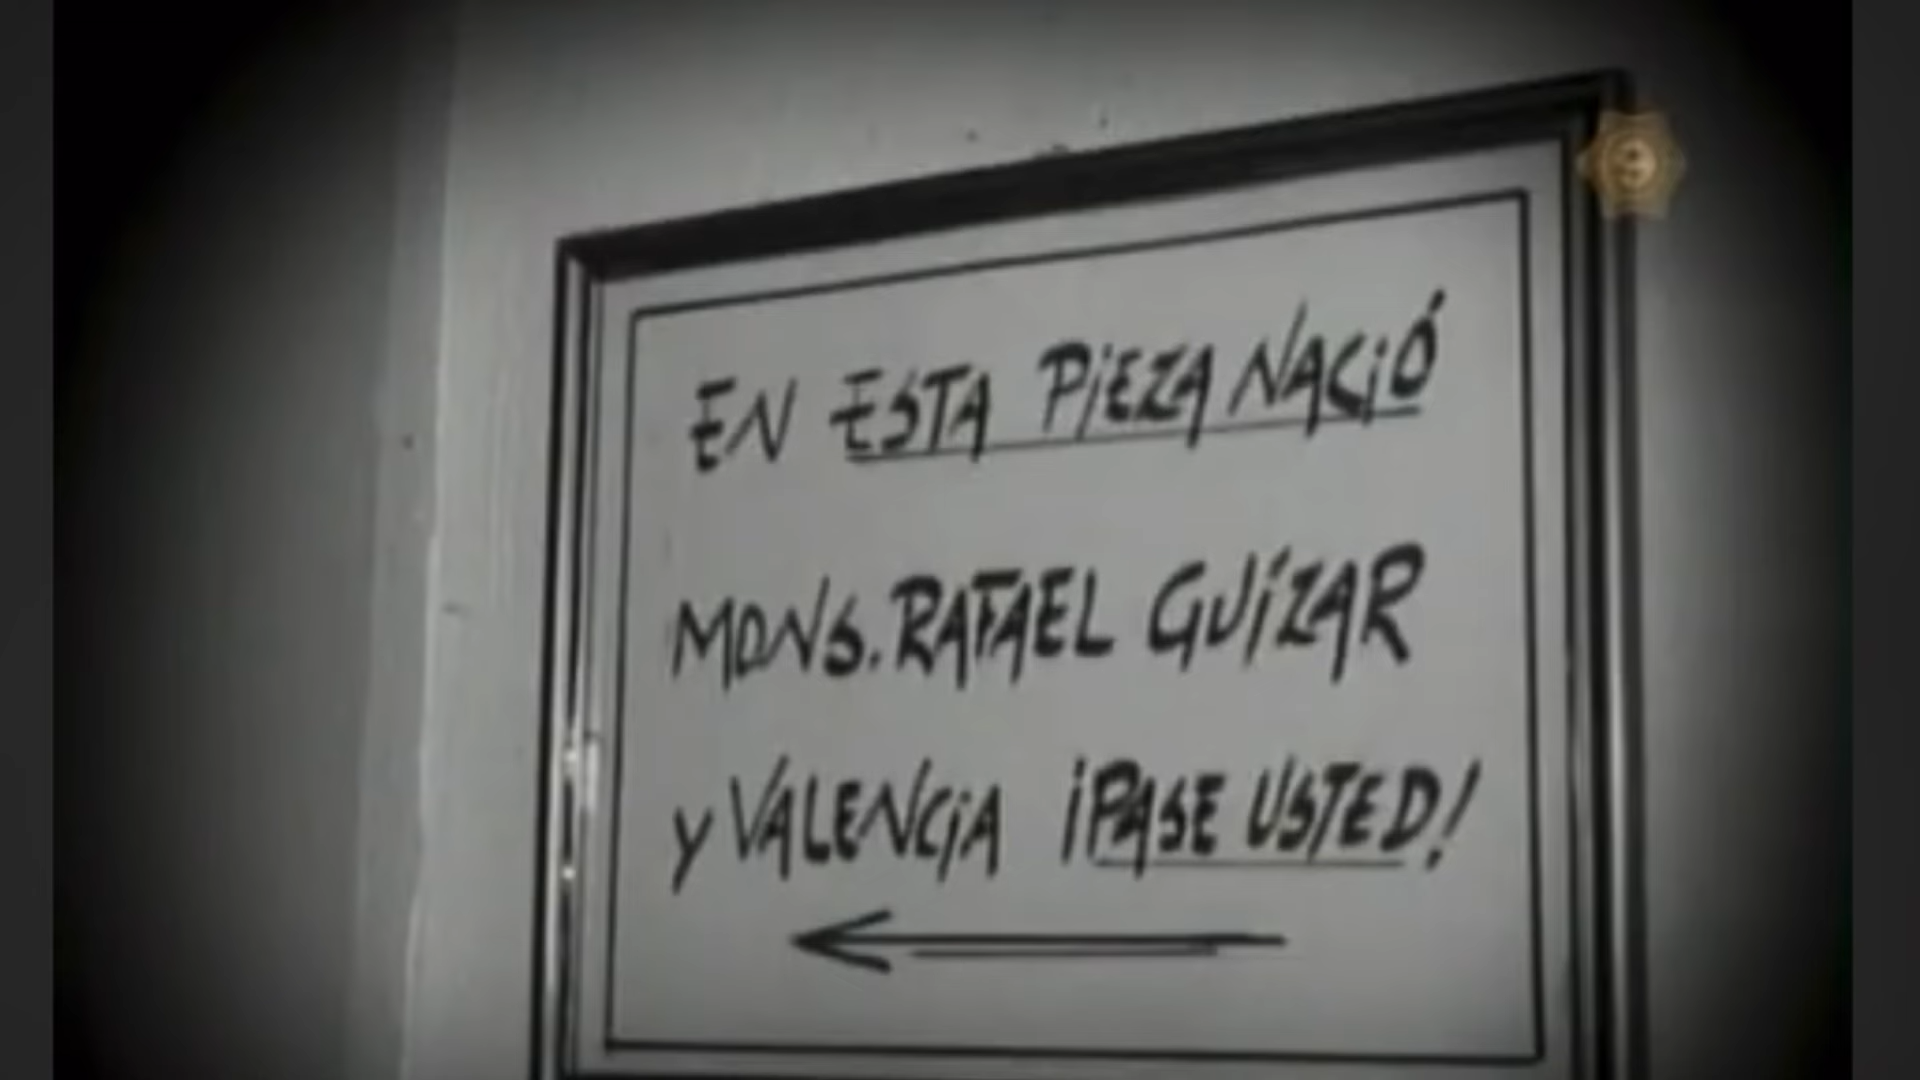 EN ESTA PIEZA NACIÓ
MONS. RAFAEL GUÍZAR
Y VALENCIA ¡PASE USTED!